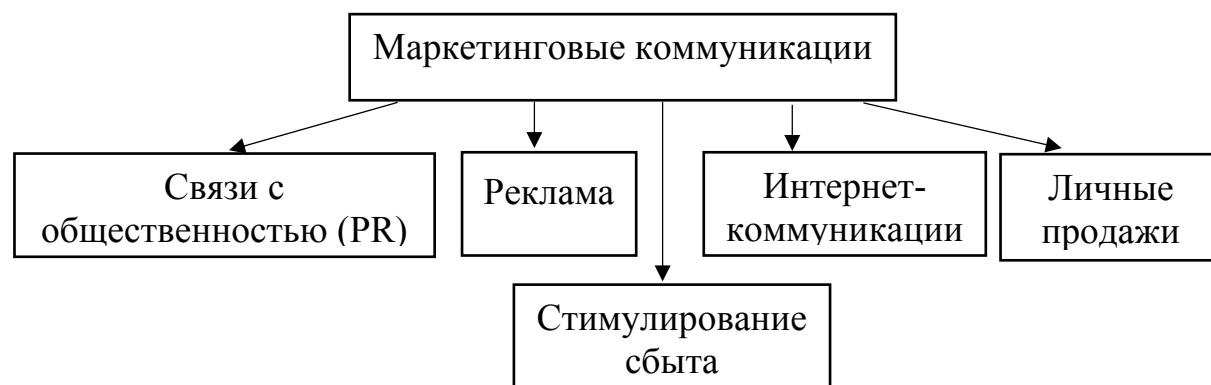 Маркетинговые коммуникации
Связи с
общественностью (PR)
Реклама
Интернет-
коммуникации
Личные
продажи
Стимулирование
сбыта